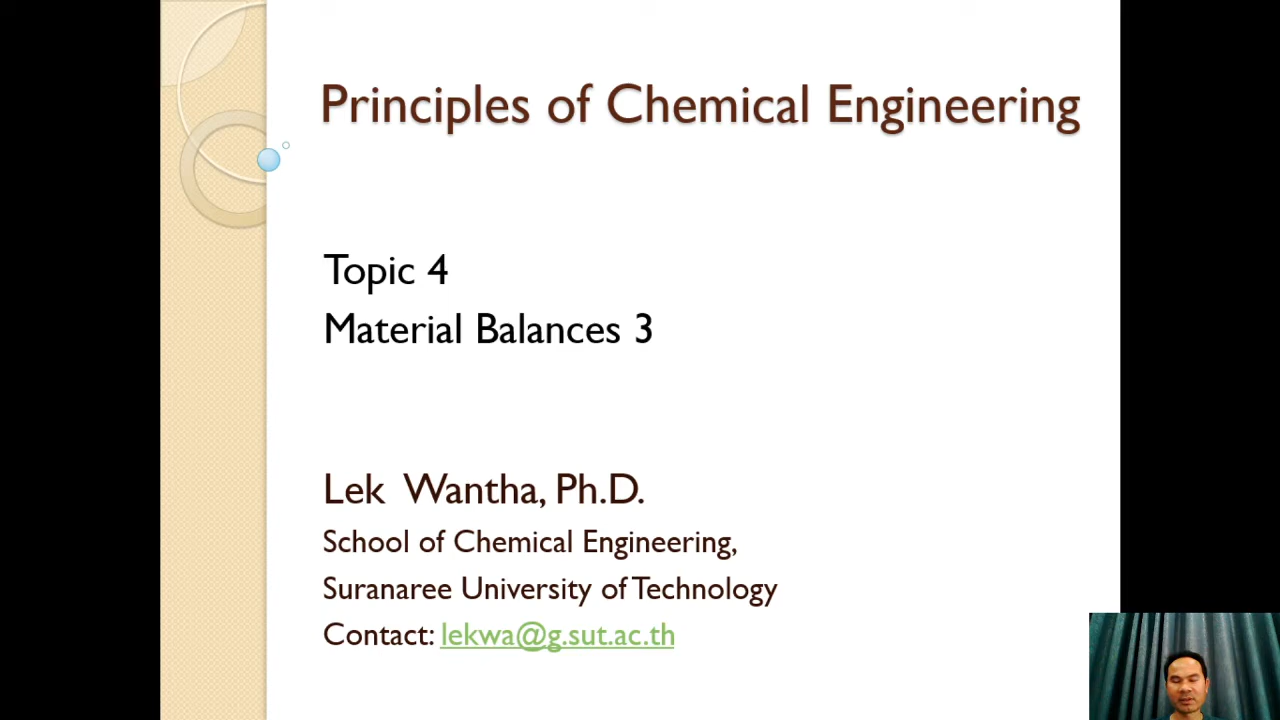 Principles of Chemical Engineering
Topic 4
Material Balances 3
Lek Wantha, Ph.D.
School of Chemical Engineering,
Suranaree University of Technology
Contact: lekwa@g.sut.ac.th